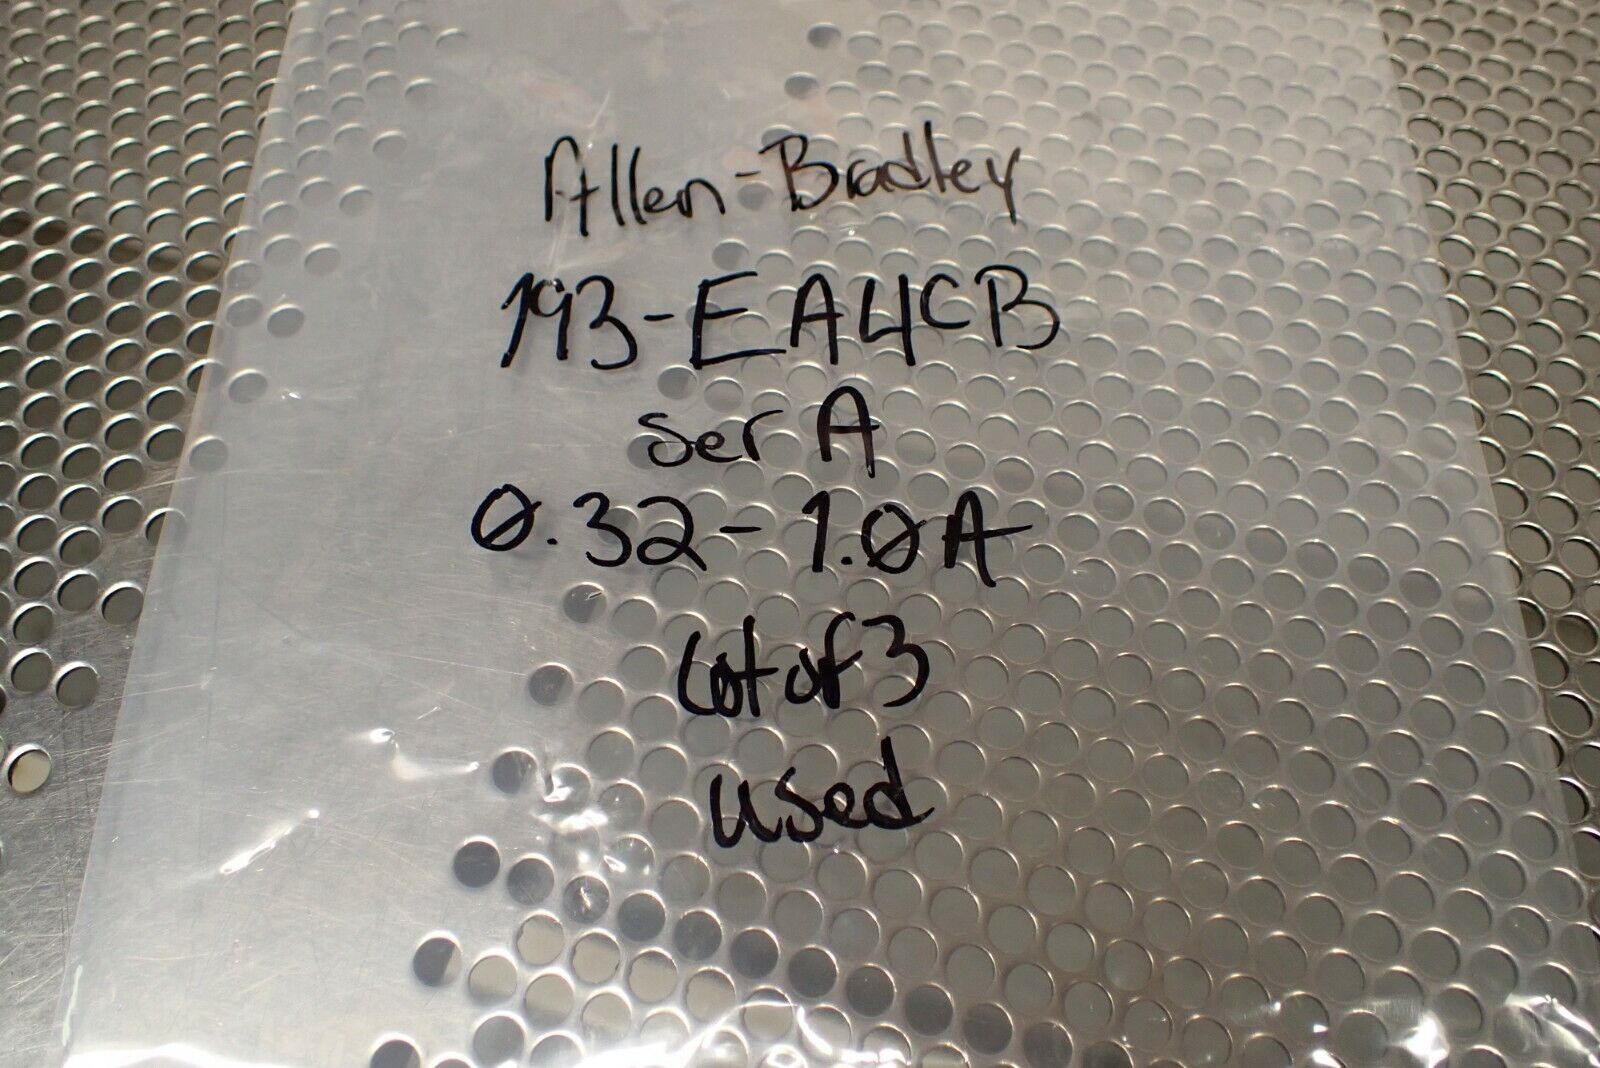 Allen-Bradley
193-EA4CB
Ser A
0.32-1.0A
Lot of 3
used